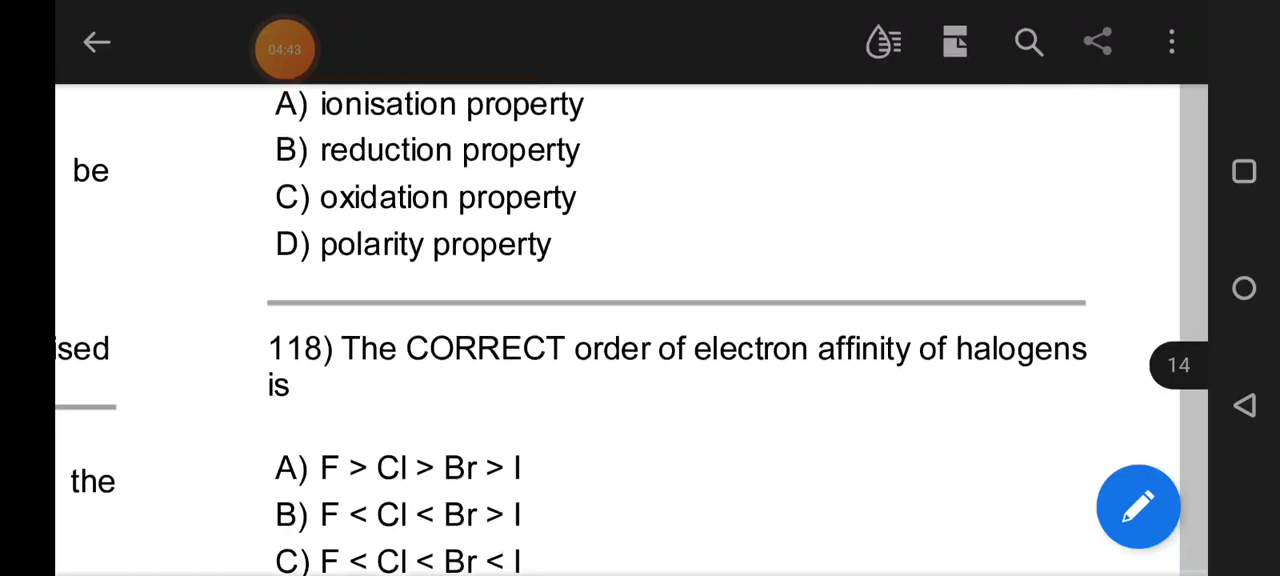 04:43
A) ionisation property
B) reduction property
be
C) oxidation property
D) polarity property
ised
118) The CORRECT order of electron affinity of halogens
is
14
the
A) F > Cl > Br > I
B) F < Cl < Br > I
C) F < Cl < Br < I